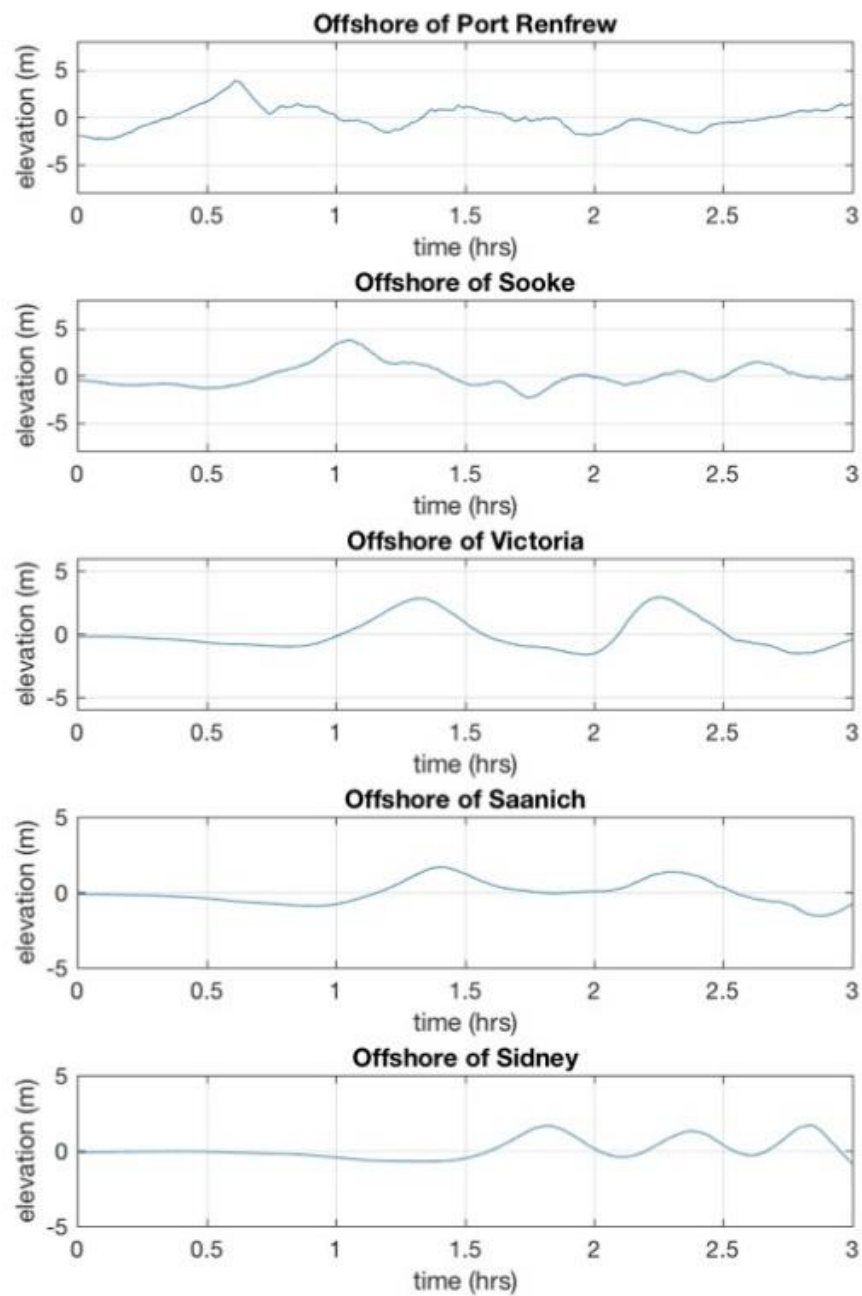 Offshore of Port Renfrew
elevation (m)
5
0
-5
0 0.5 1 1.5 2 2.5 3
time (hrs)
Offshore of Sooke
elevation (m)
5
0
-5
0 0.5 1 1.5 2 2.5 3
time (hrs)
Offshore of Victoria
elevation (m)
5
0
-5
0 0.5 1 1.5 2 2.5 3
time (hrs)
Offshore of Saanich
elevation (m)
5
0
-5
0 0.5 1 1.5 2 2.5 3
time (hrs)
Offshore of Sidney
elevation (m)
5
0
-5
0 0.5 1 1.5 2 2.5 3
time (hrs)